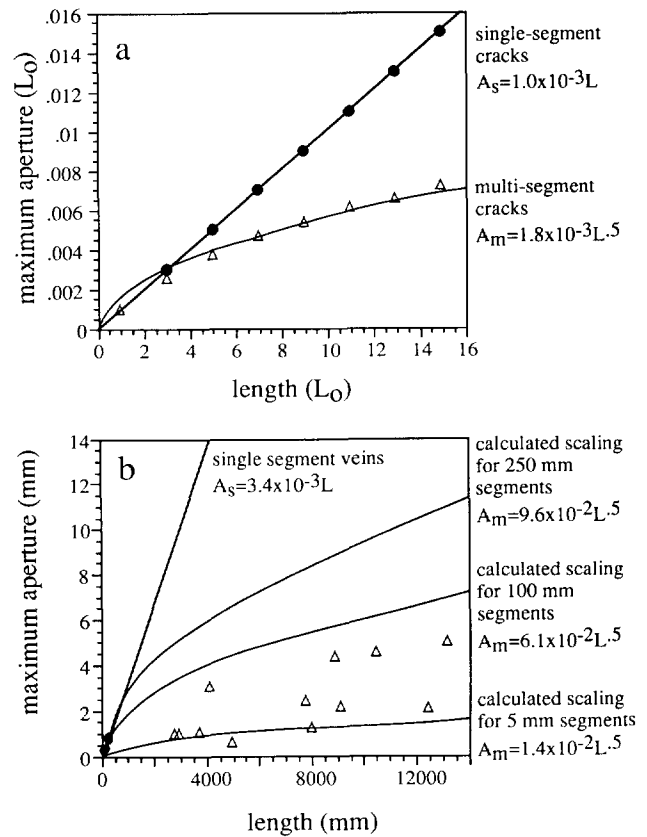 .016
.014
.012
.01
.008
.006
.004
.002
0
maximum aperture (Lo)
a
0 2 4 6 8 10 12 14 16
length (Lo)
single-segment
cracks
As=1.0x10-3L
multi-segment
cracks
Am=1.8x10-3L.5
14
12
10
8
6
4
2
0
maximum aperture (mm)
b
single segment veins
As=3.4x10-3L
0 4000 8000 12000
length (mm)
calculated scaling
for 250 mm
segments
Am=9.6x10-2L.5
calculated scaling
for 100 mm
segments
Am=6.1x10-2L.5
calculated scaling
for 5 mm segments
Am=1.4x10-2L.5